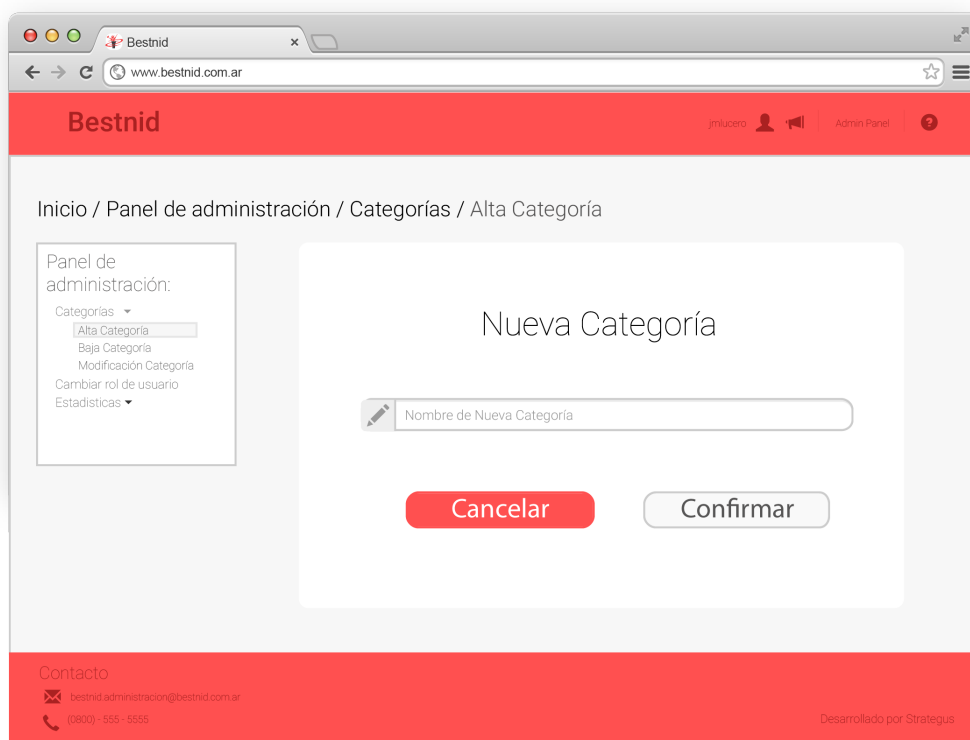 Bestnid
www.bestnid.com.ar
Bestnid
jmlucero
Admin Panel
?
Inicio / Panel de administración / Categorías / Alta Categoría
Panel de
administración:
Categorías
Alta Categoría
Baja Categoría
Modificación Categoría
Cambiar rol de usuario
Estadisticas
Nueva Categoría
Nombre de Nueva Categoría
Cancelar
Confirmar
Contacto
bestnid.administracion@bestnid.com.ar
(0800) - 555 - 5555
Desarrollado por Strategus